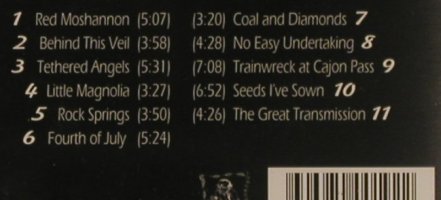 1 Red Moshannon (5:07)
2 Behind This Veil (3:58)
3 Tethered Angels (5:31)
4 Little Magnolia (3:27)
5 Rock Springs (3:50)
6 Fourth of July (5:24)
(3:20) Coal and Diamonds 7
(4:28) No Easy Undertaking 8
(7:08) Trainwreck at Cajon Pass 9
(6:52) Seeds I've Sown 10
(4:26) The Great Transmission 11